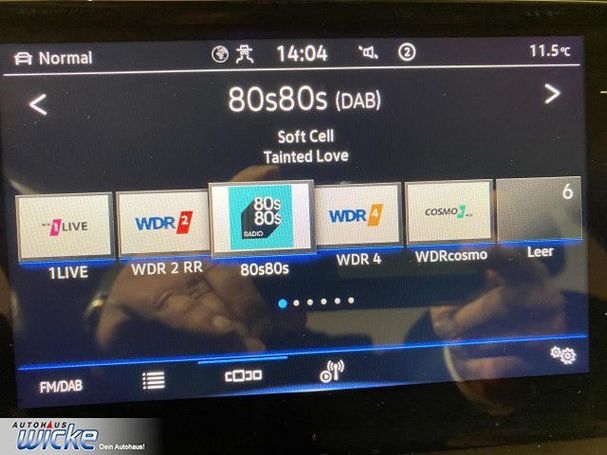 Normal 14:04 2 11.5°C
80s80s (DAB)
Soft Cell
Tainted Love
1LIVE WDR 2 80s 80s RADIO WDR 4 COSMO 6
1LIVE WDR 2 RR 80s80s WDR 4 WDRcosmo Leer
FM/DAB
AUTOHAUS
WICKE Dein Autohaus!